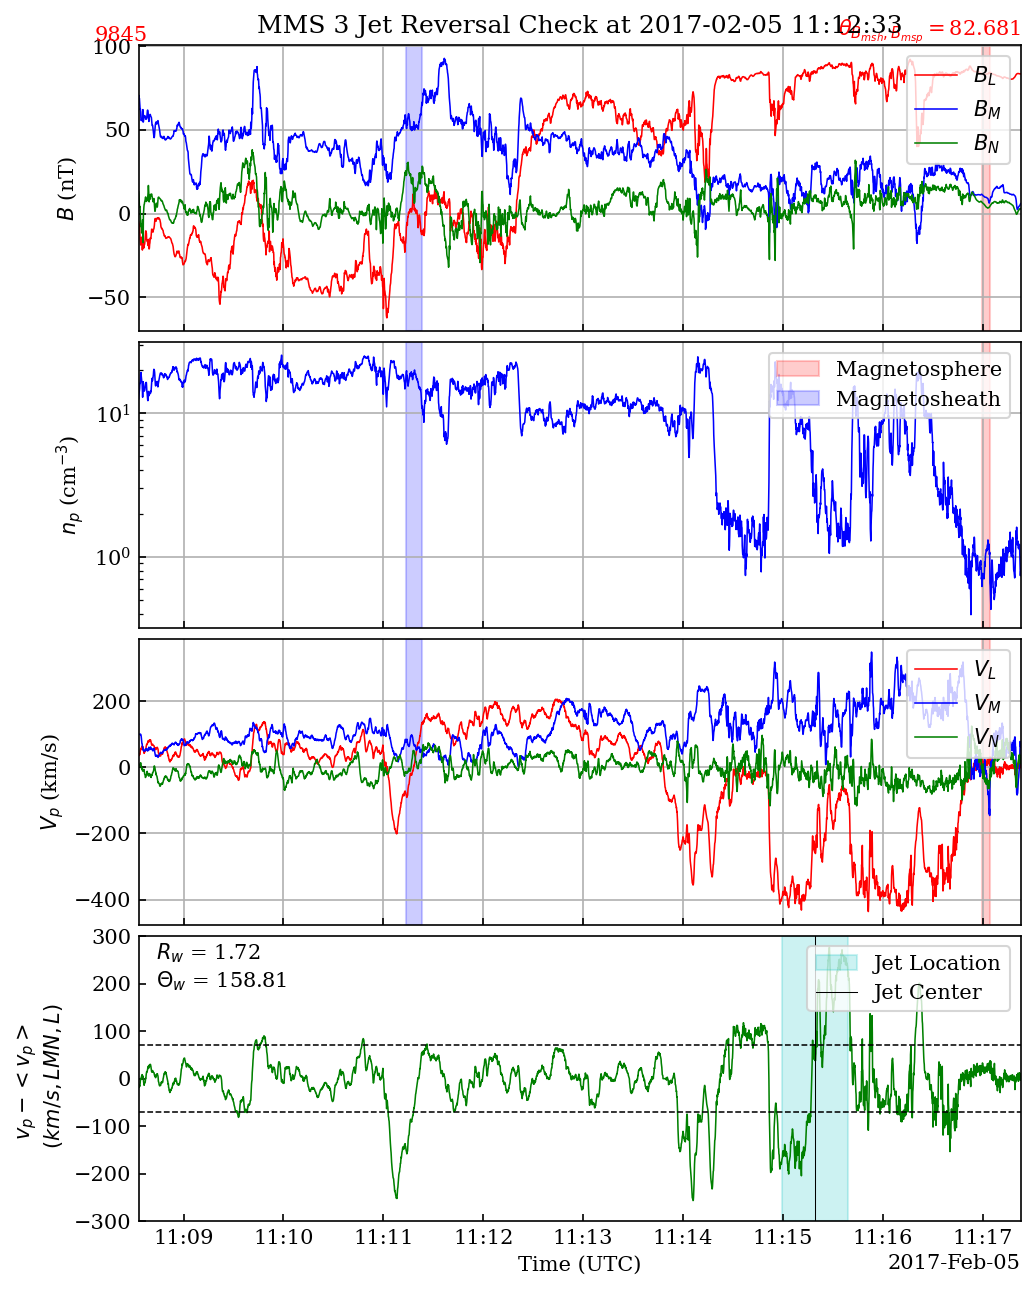 MMS 3 Jet Reversal Check at 2017-02-05 11:12:33
9845
θ_{B_{msh}, B_{msp}} = 82.681
100
50
0
−50
B (nT)
B_L
B_M
B_N
10^1
10^0
n_p (cm^{−3})
Magnetosphere
Magnetosheath
200
0
−200
−400
V_p (km/s)
V_L
V_M
V_N
300
200
100
0
−100
−200
−300
v_p − < v_p >
(km/s, LMN, L)
R_w = 1.72
Θ_w = 158.81
Jet Location
Jet Center
11:09 11:10 11:11 11:12 11:13 11:14 11:15 11:16 11:17
Time (UTC)
2017-Feb-05